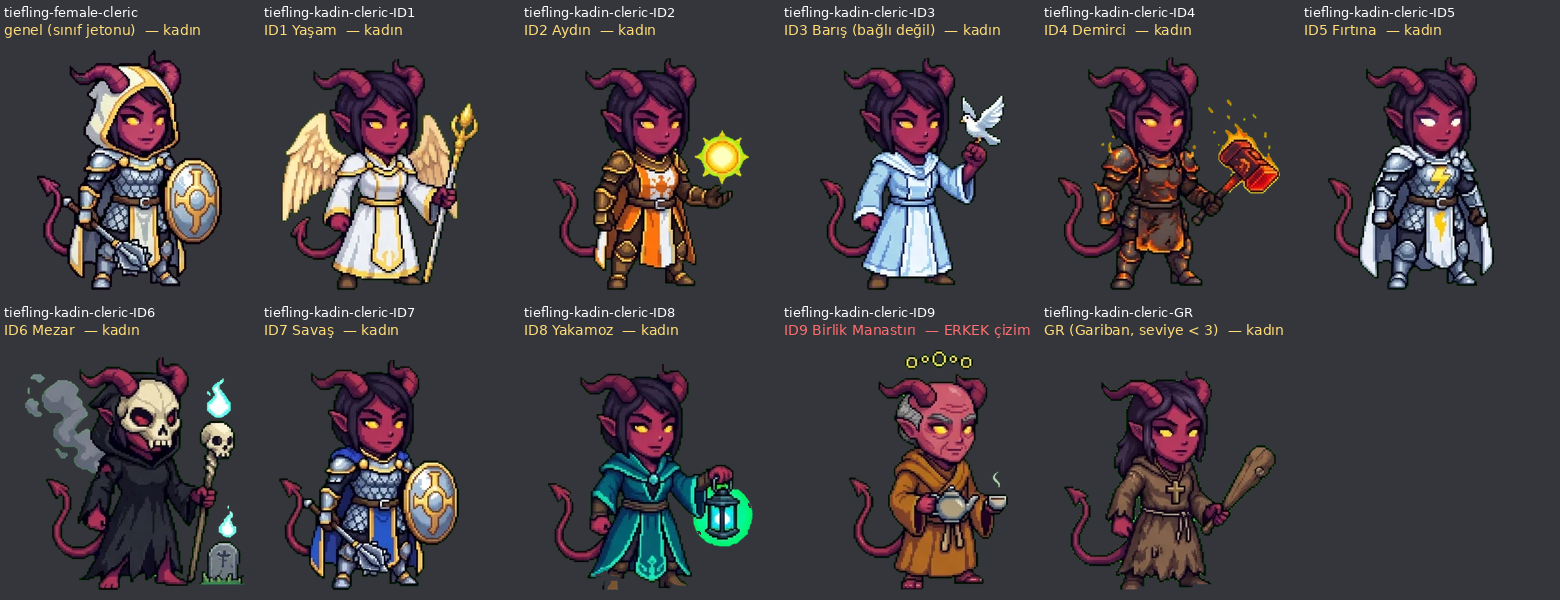 tiefling-female-cleric
genel (sınıf jetonu) — kadın
tiefling-kadin-cleric-ID1
ID1 Yaşam — kadın
tiefling-kadin-cleric-ID2
ID2 Aydın — kadın
tiefling-kadin-cleric-ID3
ID3 Barış (bağlı değil) — kadın
tiefling-kadin-cleric-ID4
ID4 Demirci — kadın
tiefling-kadin-cleric-ID5
ID5 Fırtına — kadın
tiefling-kadin-cleric-ID6
ID6 Mezar — kadın
tiefling-kadin-cleric-ID7
ID7 Savaş — kadın
tiefling-kadin-cleric-ID8
ID8 Yakamoz — kadın
tiefling-kadin-cleric-ID9
ID9 Birlik Manastırı — ERKEK çizim
tiefling-kadin-cleric-GR
GR (Gariban, seviye < 3) — kadın